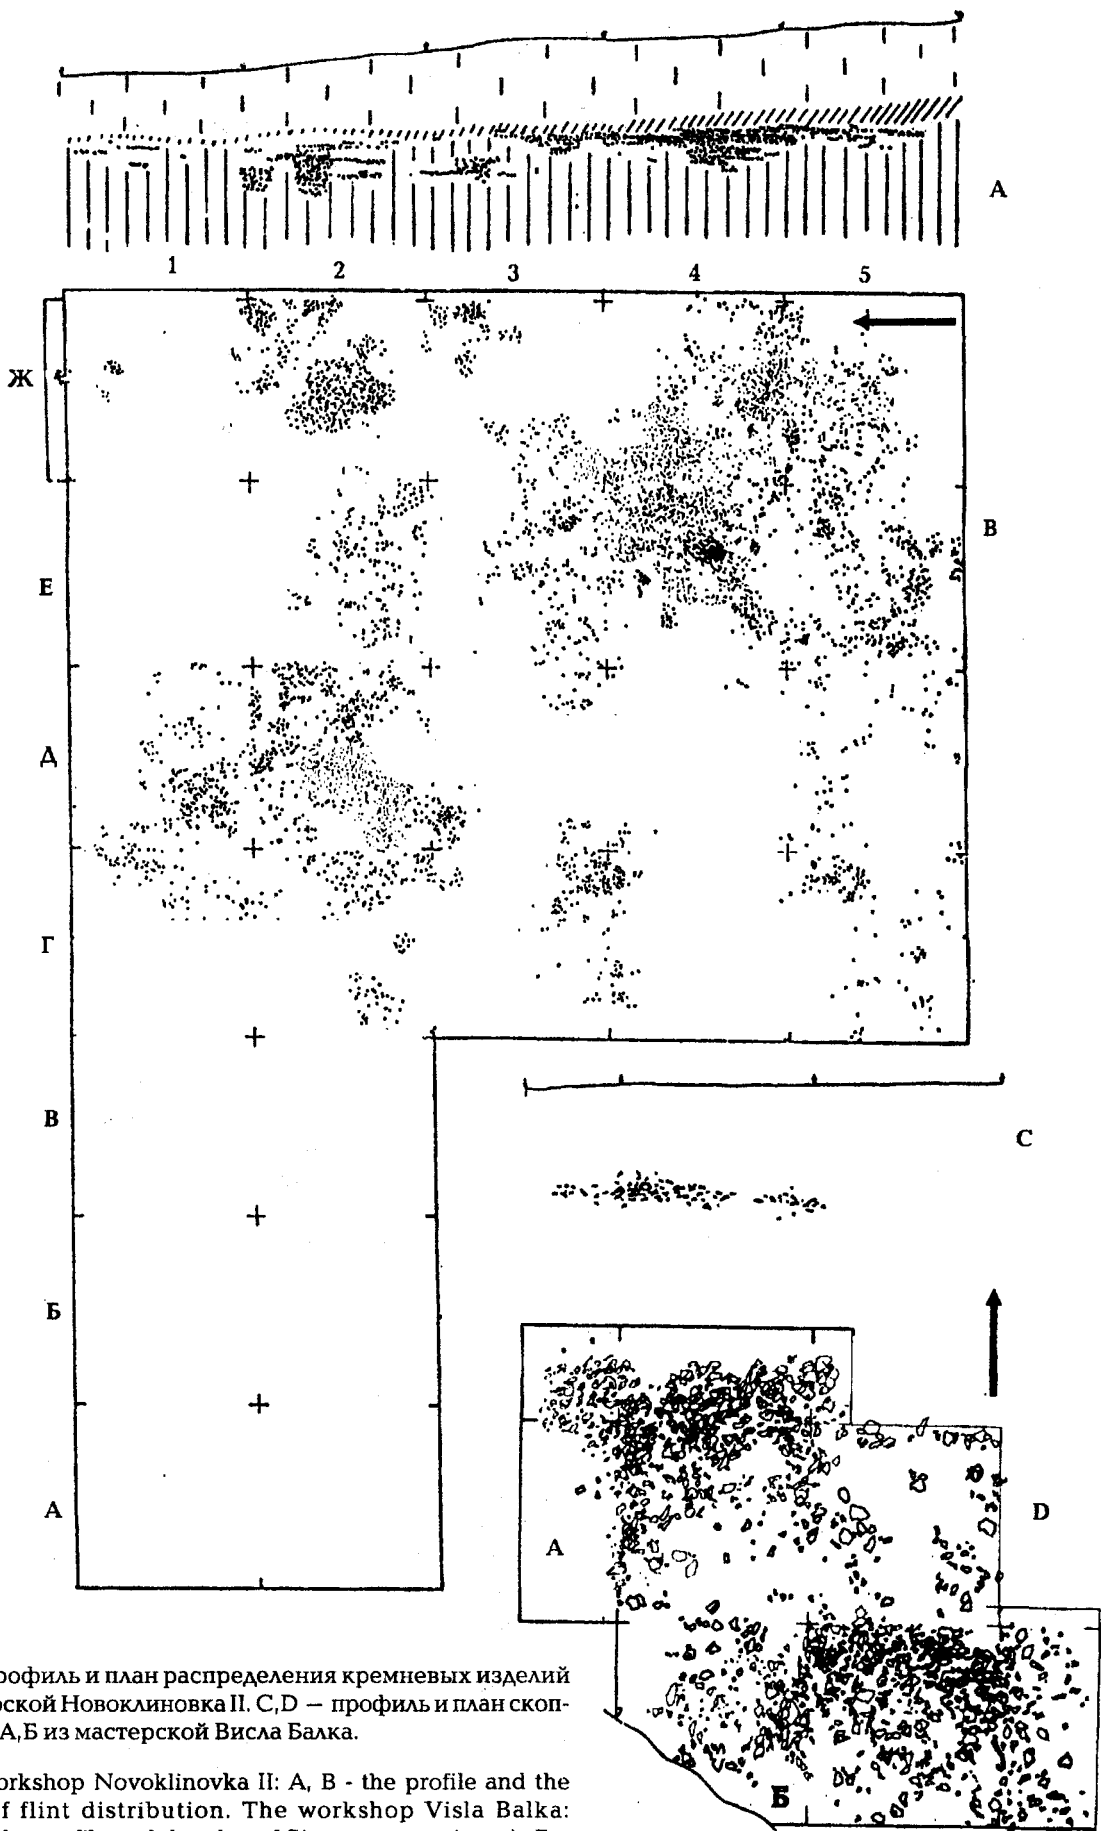 А
1 2 3 4 5
Ж
В
Е
Д
Г
В
С
Б
А
D
А
Б
рофиль и план распределения кремневых изделий
рской Новоклиновка II. C,D — профиль и план скоп-
А,Б из мастерской Висла Балка.
orkshop Novoklinovka II: A, B - the profile and the
f flint distribution. The workshop Visla Balka: